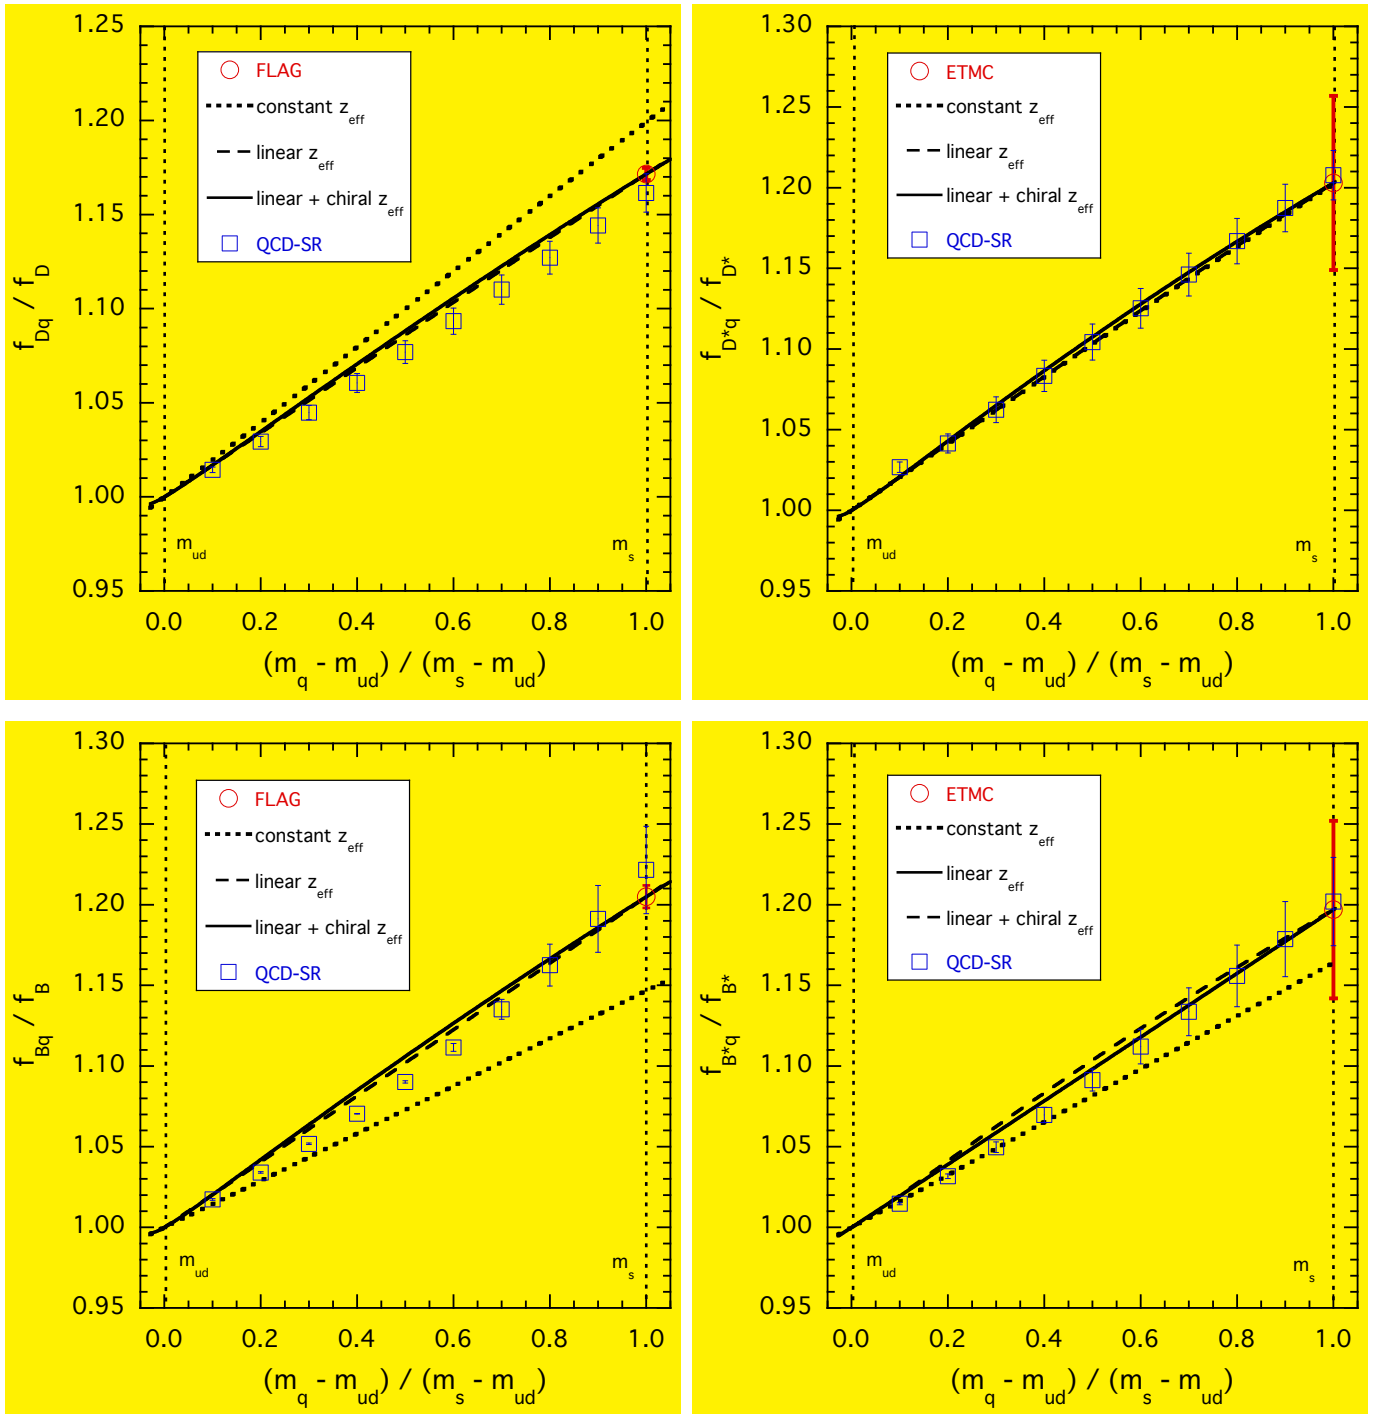 1.25
1.20
1.15
1.10
1.05
1.00
0.95
f_Dq / f_D
FLAG
constant z_eff
linear z_eff
linear + chiral z_eff
QCD-SR
m_ud
m_s
0.0 0.2 0.4 0.6 0.8 1.0
(m_q - m_ud) / (m_s - m_ud)
1.30
1.25
1.20
1.15
1.10
1.05
1.00
0.95
f_D*q / f_D*
ETMC
constant z_eff
linear z_eff
linear + chiral z_eff
QCD-SR
m_ud
m_s
0.0 0.2 0.4 0.6 0.8 1.0
(m_q - m_ud) / (m_s - m_ud)
1.30
1.25
1.20
1.15
1.10
1.05
1.00
0.95
f_Bq / f_B
FLAG
constant z_eff
linear z_eff
linear + chiral z_eff
QCD-SR
m_ud
m_s
0.0 0.2 0.4 0.6 0.8 1.0
(m_q - m_ud) / (m_s - m_ud)
1.30
1.25
1.20
1.15
1.10
1.05
1.00
0.95
f_B*q / f_B*
ETMC
constant z_eff
linear z_eff
linear + chiral z_eff
QCD-SR
m_ud
m_s
0.0 0.2 0.4 0.6 0.8 1.0
(m_q - m_ud) / (m_s - m_ud)